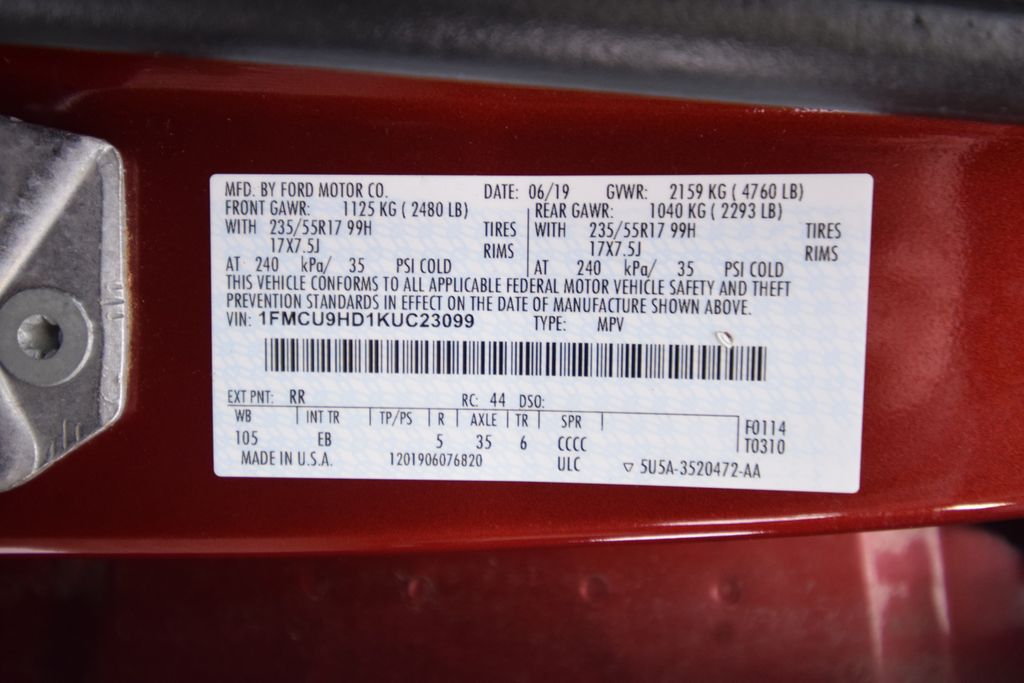 MFD. BY FORD MOTOR CO. DATE: 06/19 GVWR: 2159 KG ( 4760 LB)
FRONT GAWR: 1125 KG ( 2480 LB) REAR GAWR: 1040 KG ( 2293 LB)
WITH 235/55R17 99H TIRES WITH 235/55R17 99H TIRES
17X7.5J RIMS 17X7.5J RIMS
AT 240 kPa/ 35 PSI COLD AT 240 kPa/ 35 PSI COLD
THIS VEHICLE CONFORMS TO ALL APPLICABLE FEDERAL MOTOR VEHICLE SAFETY AND THEFT
PREVENTION STANDARDS IN EFFECT ON THE DATE OF MANUFACTURE SHOWN ABOVE.
VIN: 1FMCU9HD1KUC23099 TYPE: MPV
EXT PNT: RR RC: 44 DSO:
WB INT TR TP/PS R AXLE TR SPR F0114
105 EB 5 35 6 CCCC T0310
MADE IN U.S.A. 1201906076820 ULC ▽ 5U5A-3520472-AA